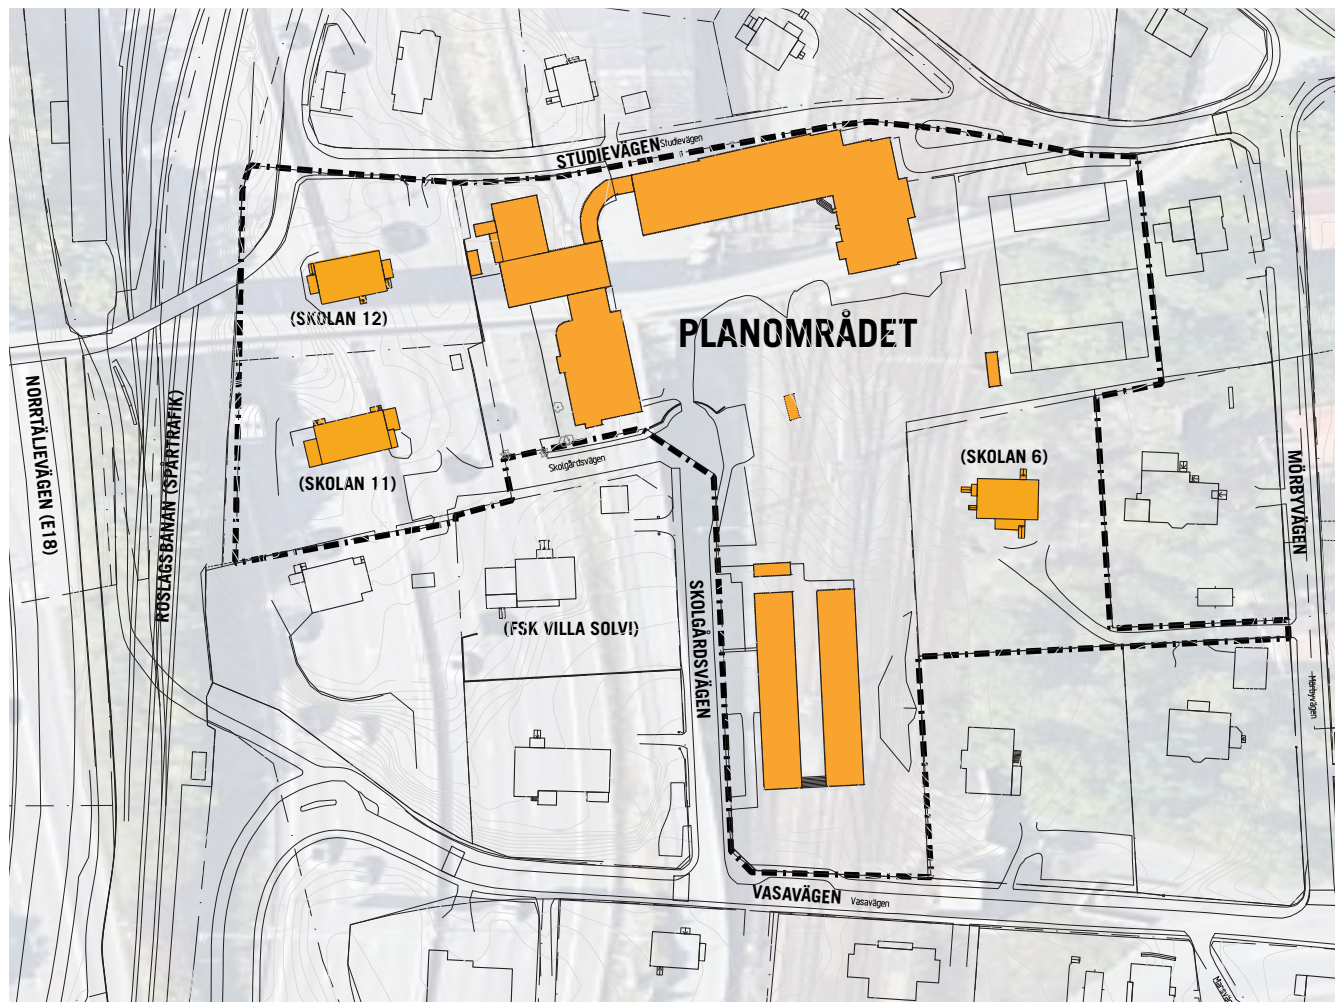 STUDIEVÄGEN
Studievägen
(SKOLAN 12)
PLANOMRÅDET
NORRTÄLJEVÄGEN (E18)
ROSLAGSBANAN (SPÅRTRAFIK)
(SKOLAN 11)
Skolgårdsvägen
(SKOLAN 6)
MÖRBYVÄGEN
(FSK VILLA SOLVI)
SKOLGÅRDSVÄGEN
Mörbyvägen
VASAVÄGEN
Vasavägen